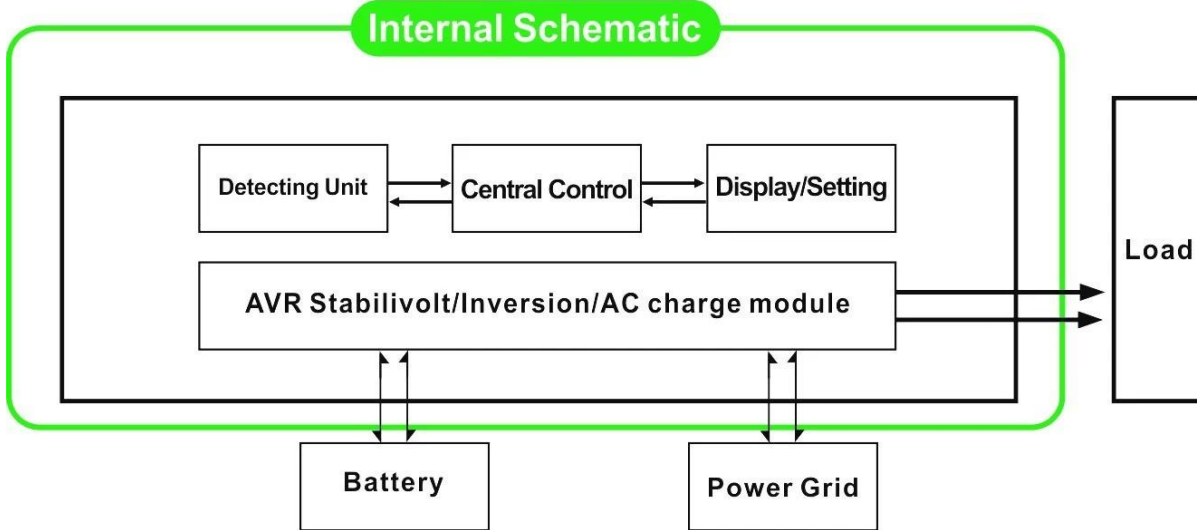 Internal Schematic
Detecting Unit
Central Control
Display/Setting
AVR Stabilivolt/Inversion/AC charge module
Load
Battery
Power Grid